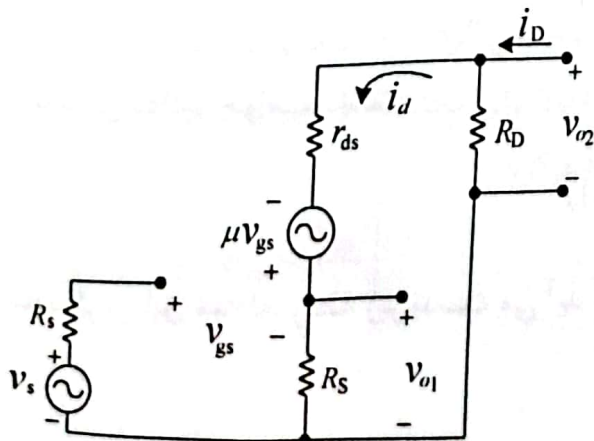 i_D
+
i_d
r_ds
R_D
v_o2
-
-
μv_gs
+
+
+
R_s
v_gs
-
+
R_S
v_o1
v_s
-
-